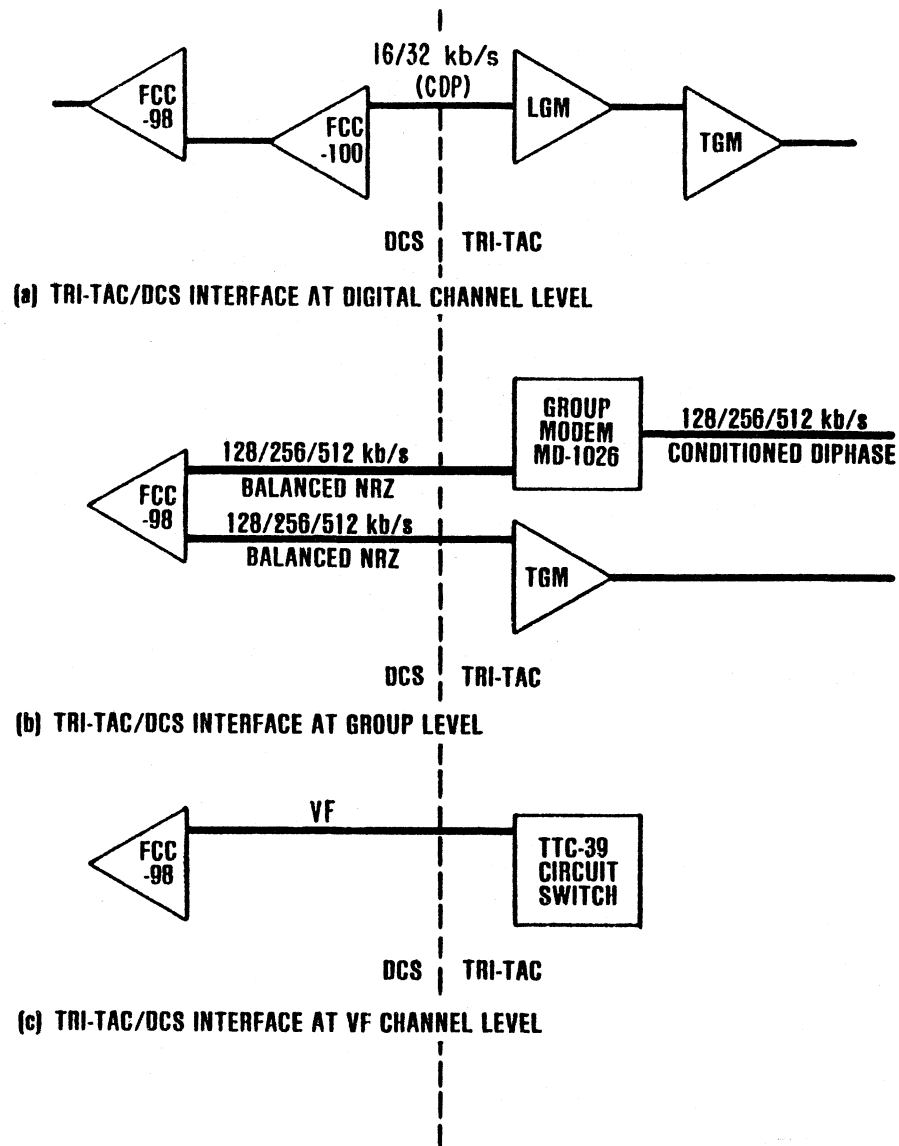 16/32 kb/s
(CDP)
FCC
-98
FCC
-100
LGM
TGM
DCS
TRI-TAC
(a) TRI-TAC/DCS INTERFACE AT DIGITAL CHANNEL LEVEL
GROUP
MODEM
MD-1026
128/256/512 kb/s
CONDITIONED DIPHASE
128/256/512 kb/s
BALANCED NRZ
FCC
-98
128/256/512 kb/s
BALANCED NRZ
TGM
DCS
TRI-TAC
(b) TRI-TAC/DCS INTERFACE AT GROUP LEVEL
VF
FCC
-98
TTC-39
CIRCUIT
SWITCH
DCS
TRI-TAC
(c) TRI-TAC/DCS INTERFACE AT VF CHANNEL LEVEL